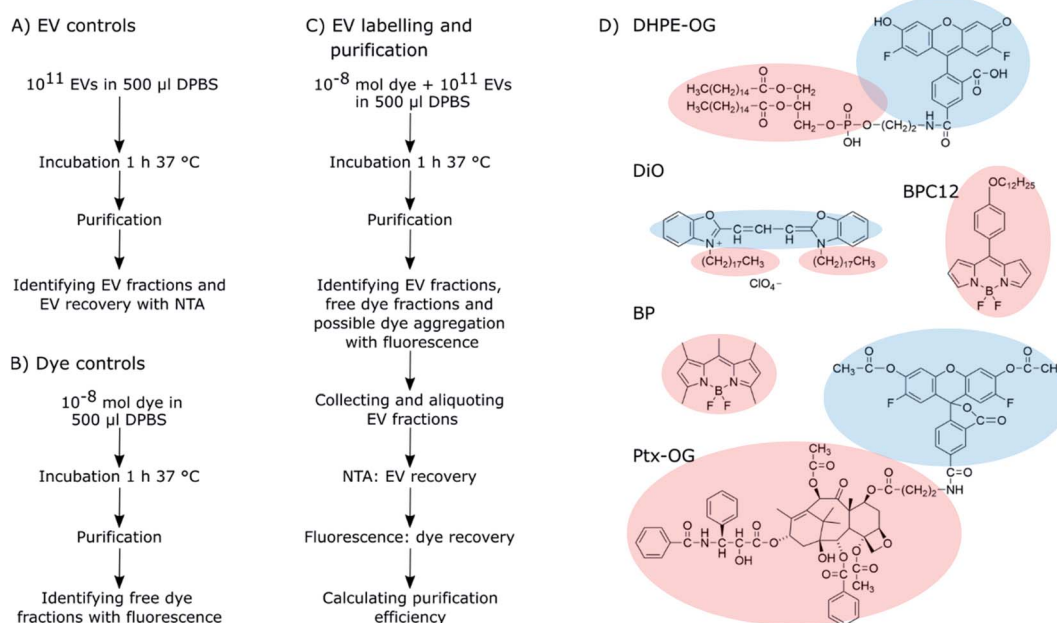 A) EV controls
10¹¹ EVs in 500 µl DPBS
Incubation 1 h 37 °C
Purification
Identifying EV fractions and
EV recovery with NTA
B) Dye controls
10⁻⁸ mol dye in
500 µl DPBS
Incubation 1 h 37 °C
Purification
Identifying free dye
fractions with fluorescence
C) EV labelling and
purification
10⁻⁸ mol dye + 10¹¹ EVs
in 500 µl DPBS
Incubation 1 h 37 °C
Purification
Identifying EV fractions,
free dye fractions and
possible dye aggregation
with fluorescence
Collecting and aliquoting
EV fractions
NTA: EV recovery
Fluorescence: dye recovery
Calculating purification
efficiency
D) DHPE-OG
HO O O
F F
O
C-OH
O
H₃C(CH₂)₁₄-C-O-CH₂
H₃C(CH₂)₁₄-C-O-CH
O
O
CH₂-O-P-O-(CH₂)₂-NH-C
OH
O
DiO
O O
C=C-C
H H H
N⁺ N
(CH₂)₁₇CH₃ (CH₂)₁₇CH₃
ClO₄⁻
BPC12
OC₁₂H₂₅
N N
B
F F
BP
N N
B
F F
O O
CH₃-C-O O O-C-CH₃
F F
O
C=O
O=C
Ptx-OG
CH₃
C=O
O O O
O-C-(CH₂)₂-NH
O O
C-NH-C-C-C-O
H OH
OH O O O
O=C C=O
CH₃